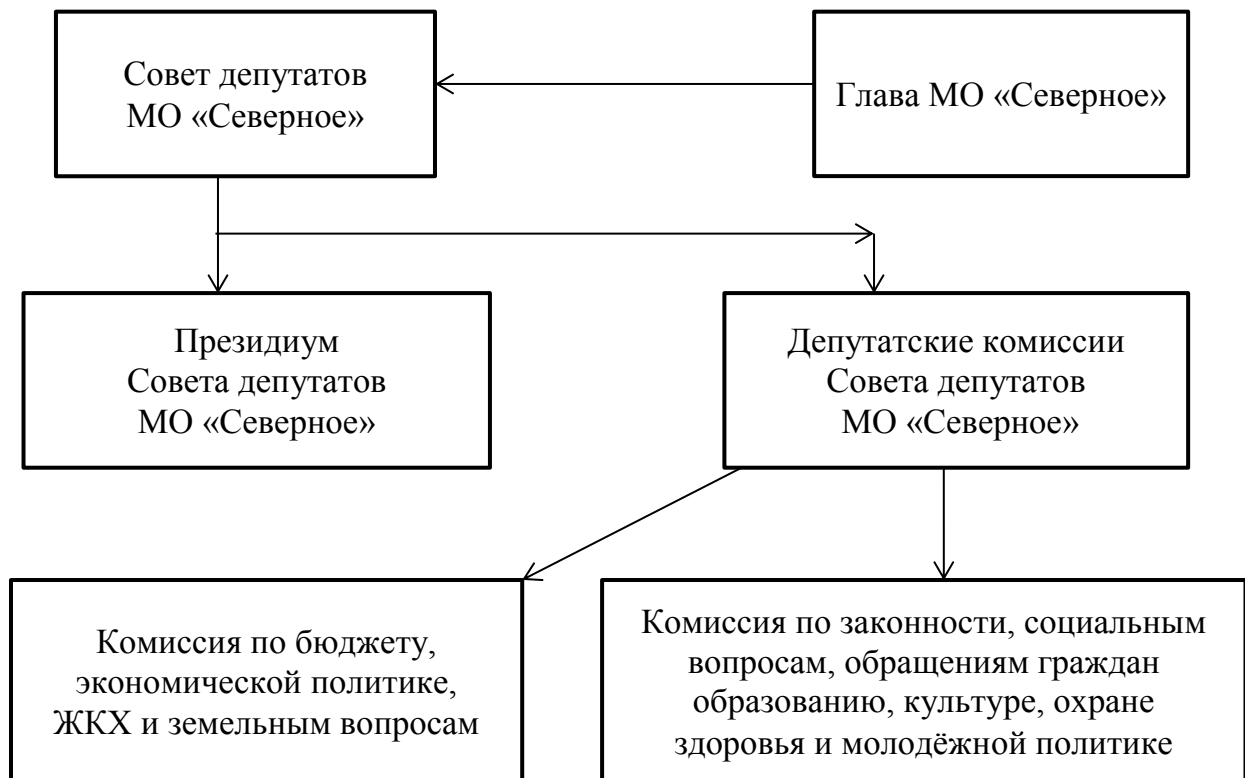 Совет депутатов
МО «Северное»
Глава МО «Северное»
Президиум
Совета депутатов
МО «Северное»
Депутатские комиссии
Совета депутатов
МО «Северное»
Комиссия по бюджету,
экономической политике,
ЖКХ и земельным вопросам
Комиссия по законности, социальным
вопросам, обращениям граждан
образованию, культуре, охране
здоровья и молодёжной политике